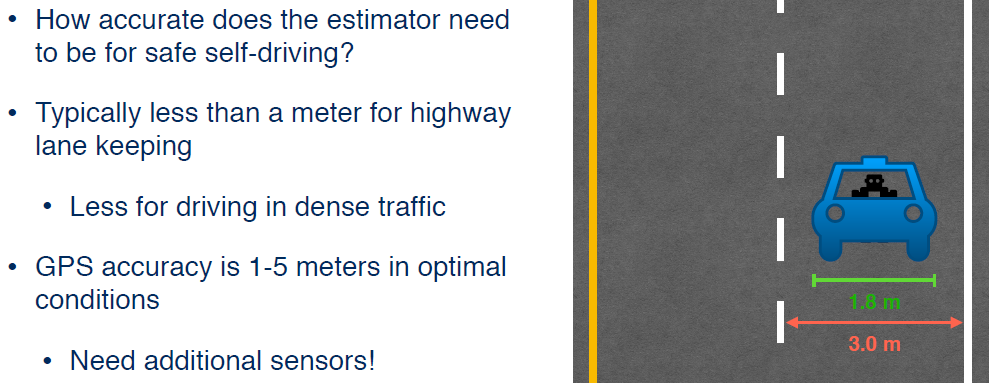 • How accurate does the estimator need
to be for safe self-driving?
• Typically less than a meter for highway
lane keeping
• Less for driving in dense traffic
• GPS accuracy is 1-5 meters in optimal
conditions
• Need additional sensors!
1.8 m
3.0 m